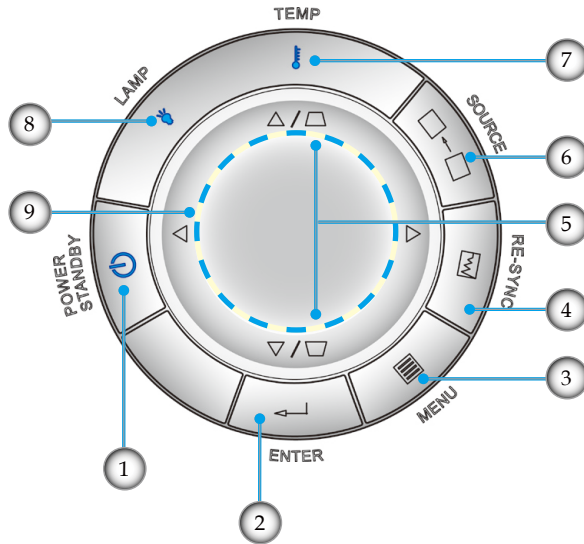 TEMP
7
LAMP
SOURCE
8
6
9
5
POWER
STANDBY
RE-SYNC
4
3
MENU
1
ENTER
2